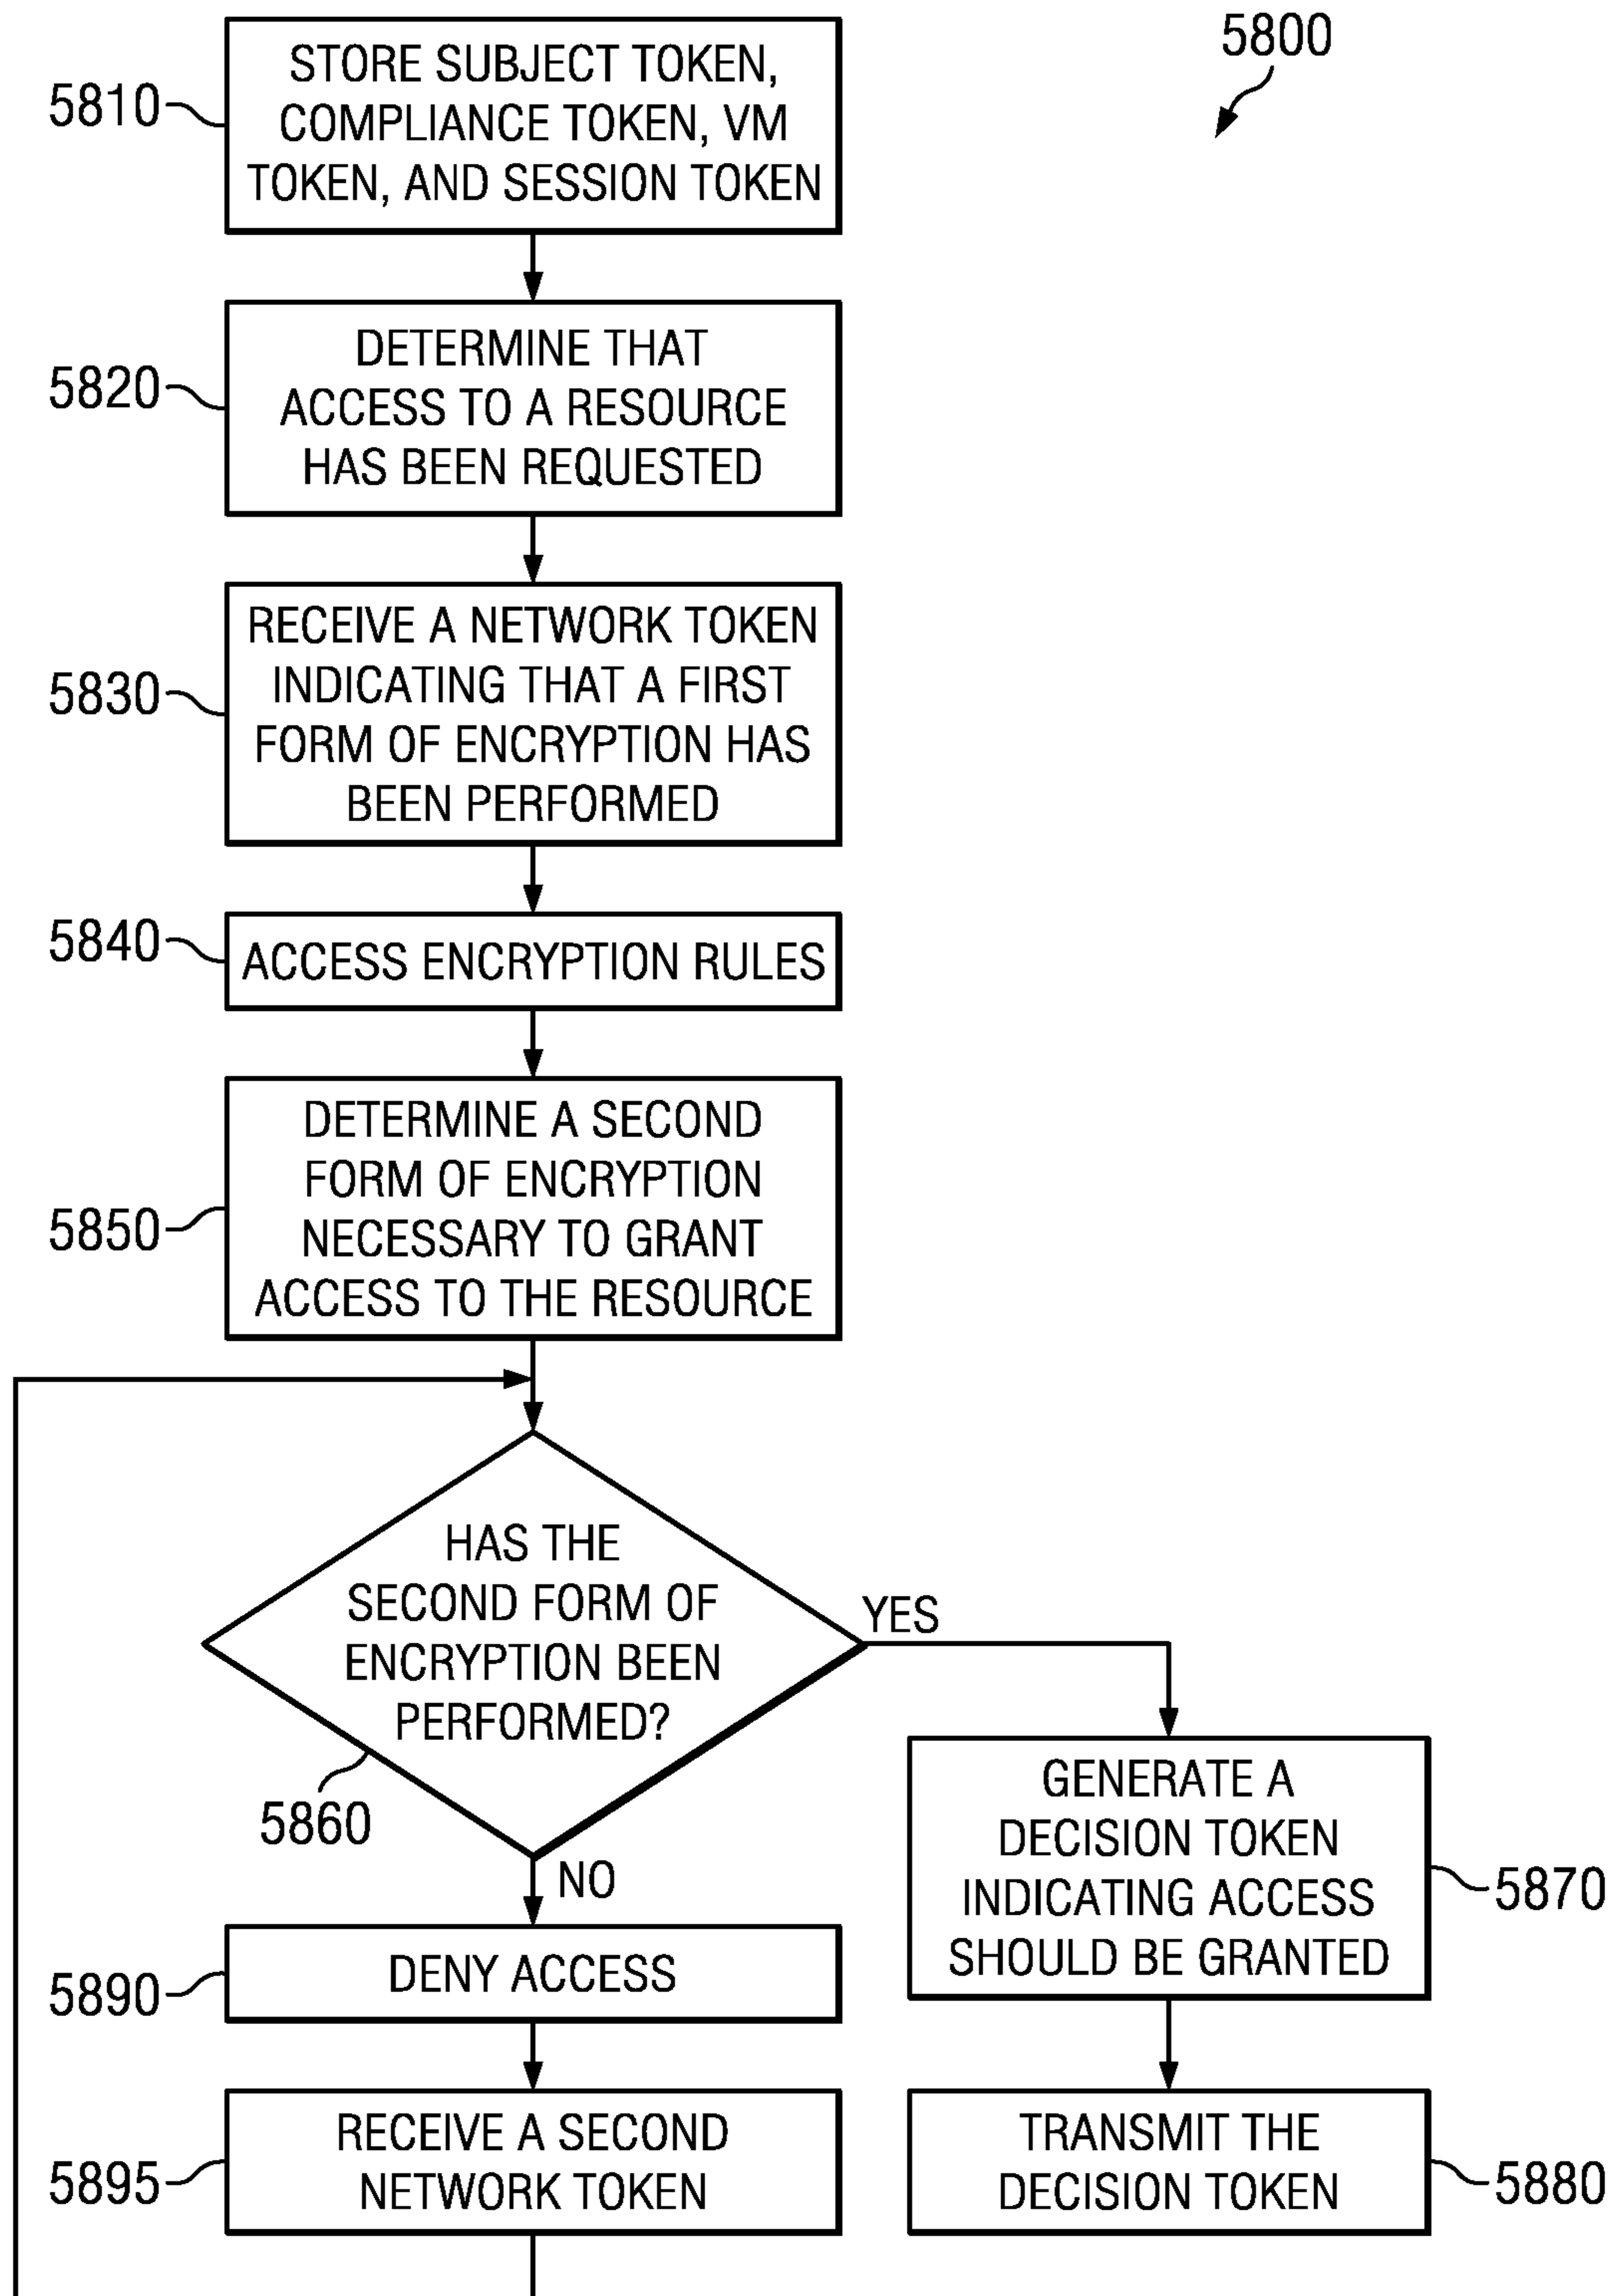 5800
5810
STORE SUBJECT TOKEN,
COMPLIANCE TOKEN, VM
TOKEN, AND SESSION TOKEN
5820
DETERMINE THAT
ACCESS TO A RESOURCE
HAS BEEN REQUESTED
5830
RECEIVE A NETWORK TOKEN
INDICATING THAT A FIRST
FORM OF ENCRYPTION HAS
BEEN PERFORMED
5840
ACCESS ENCRYPTION RULES
5850
DETERMINE A SECOND
FORM OF ENCRYPTION
NECESSARY TO GRANT
ACCESS TO THE RESOURCE
HAS THE
SECOND FORM OF
ENCRYPTION BEEN
PERFORMED?
5860
YES
NO
GENERATE A
DECISION TOKEN
INDICATING ACCESS
SHOULD BE GRANTED
5870
5890
DENY ACCESS
5895
RECEIVE A SECOND
NETWORK TOKEN
TRANSMIT THE
DECISION TOKEN
5880